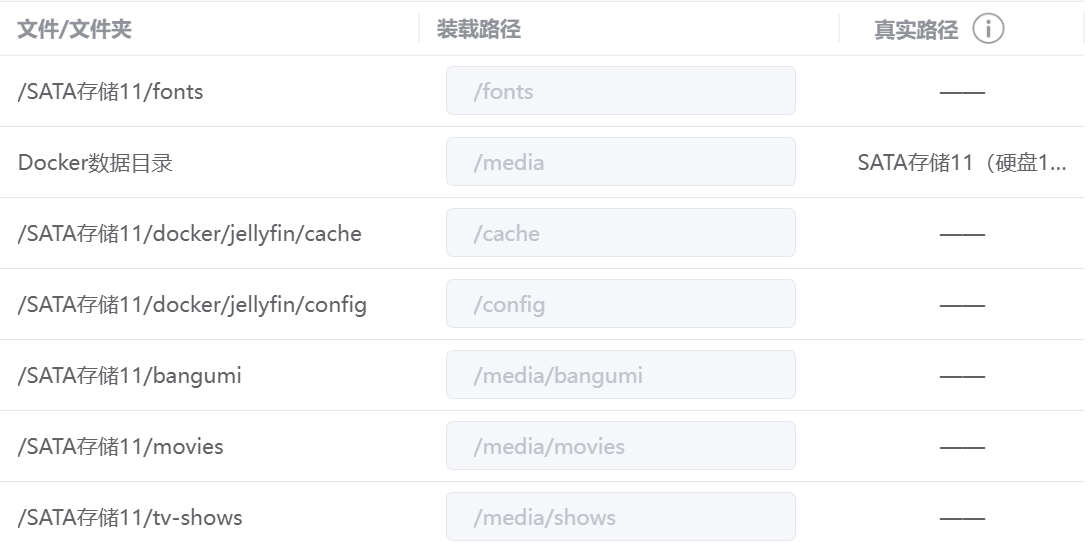 文件/文件夹 装载路径 真实路径
/SATA存储11/fonts /fonts ——
Docker数据目录 /media SATA存储11（硬盘1...
/SATA存储11/docker/jellyfin/cache /cache ——
/SATA存储11/docker/jellyfin/config /config ——
/SATA存储11/bangumi /media/bangumi ——
/SATA存储11/movies /media/movies ——
/SATA存储11/tv-shows /media/shows ——